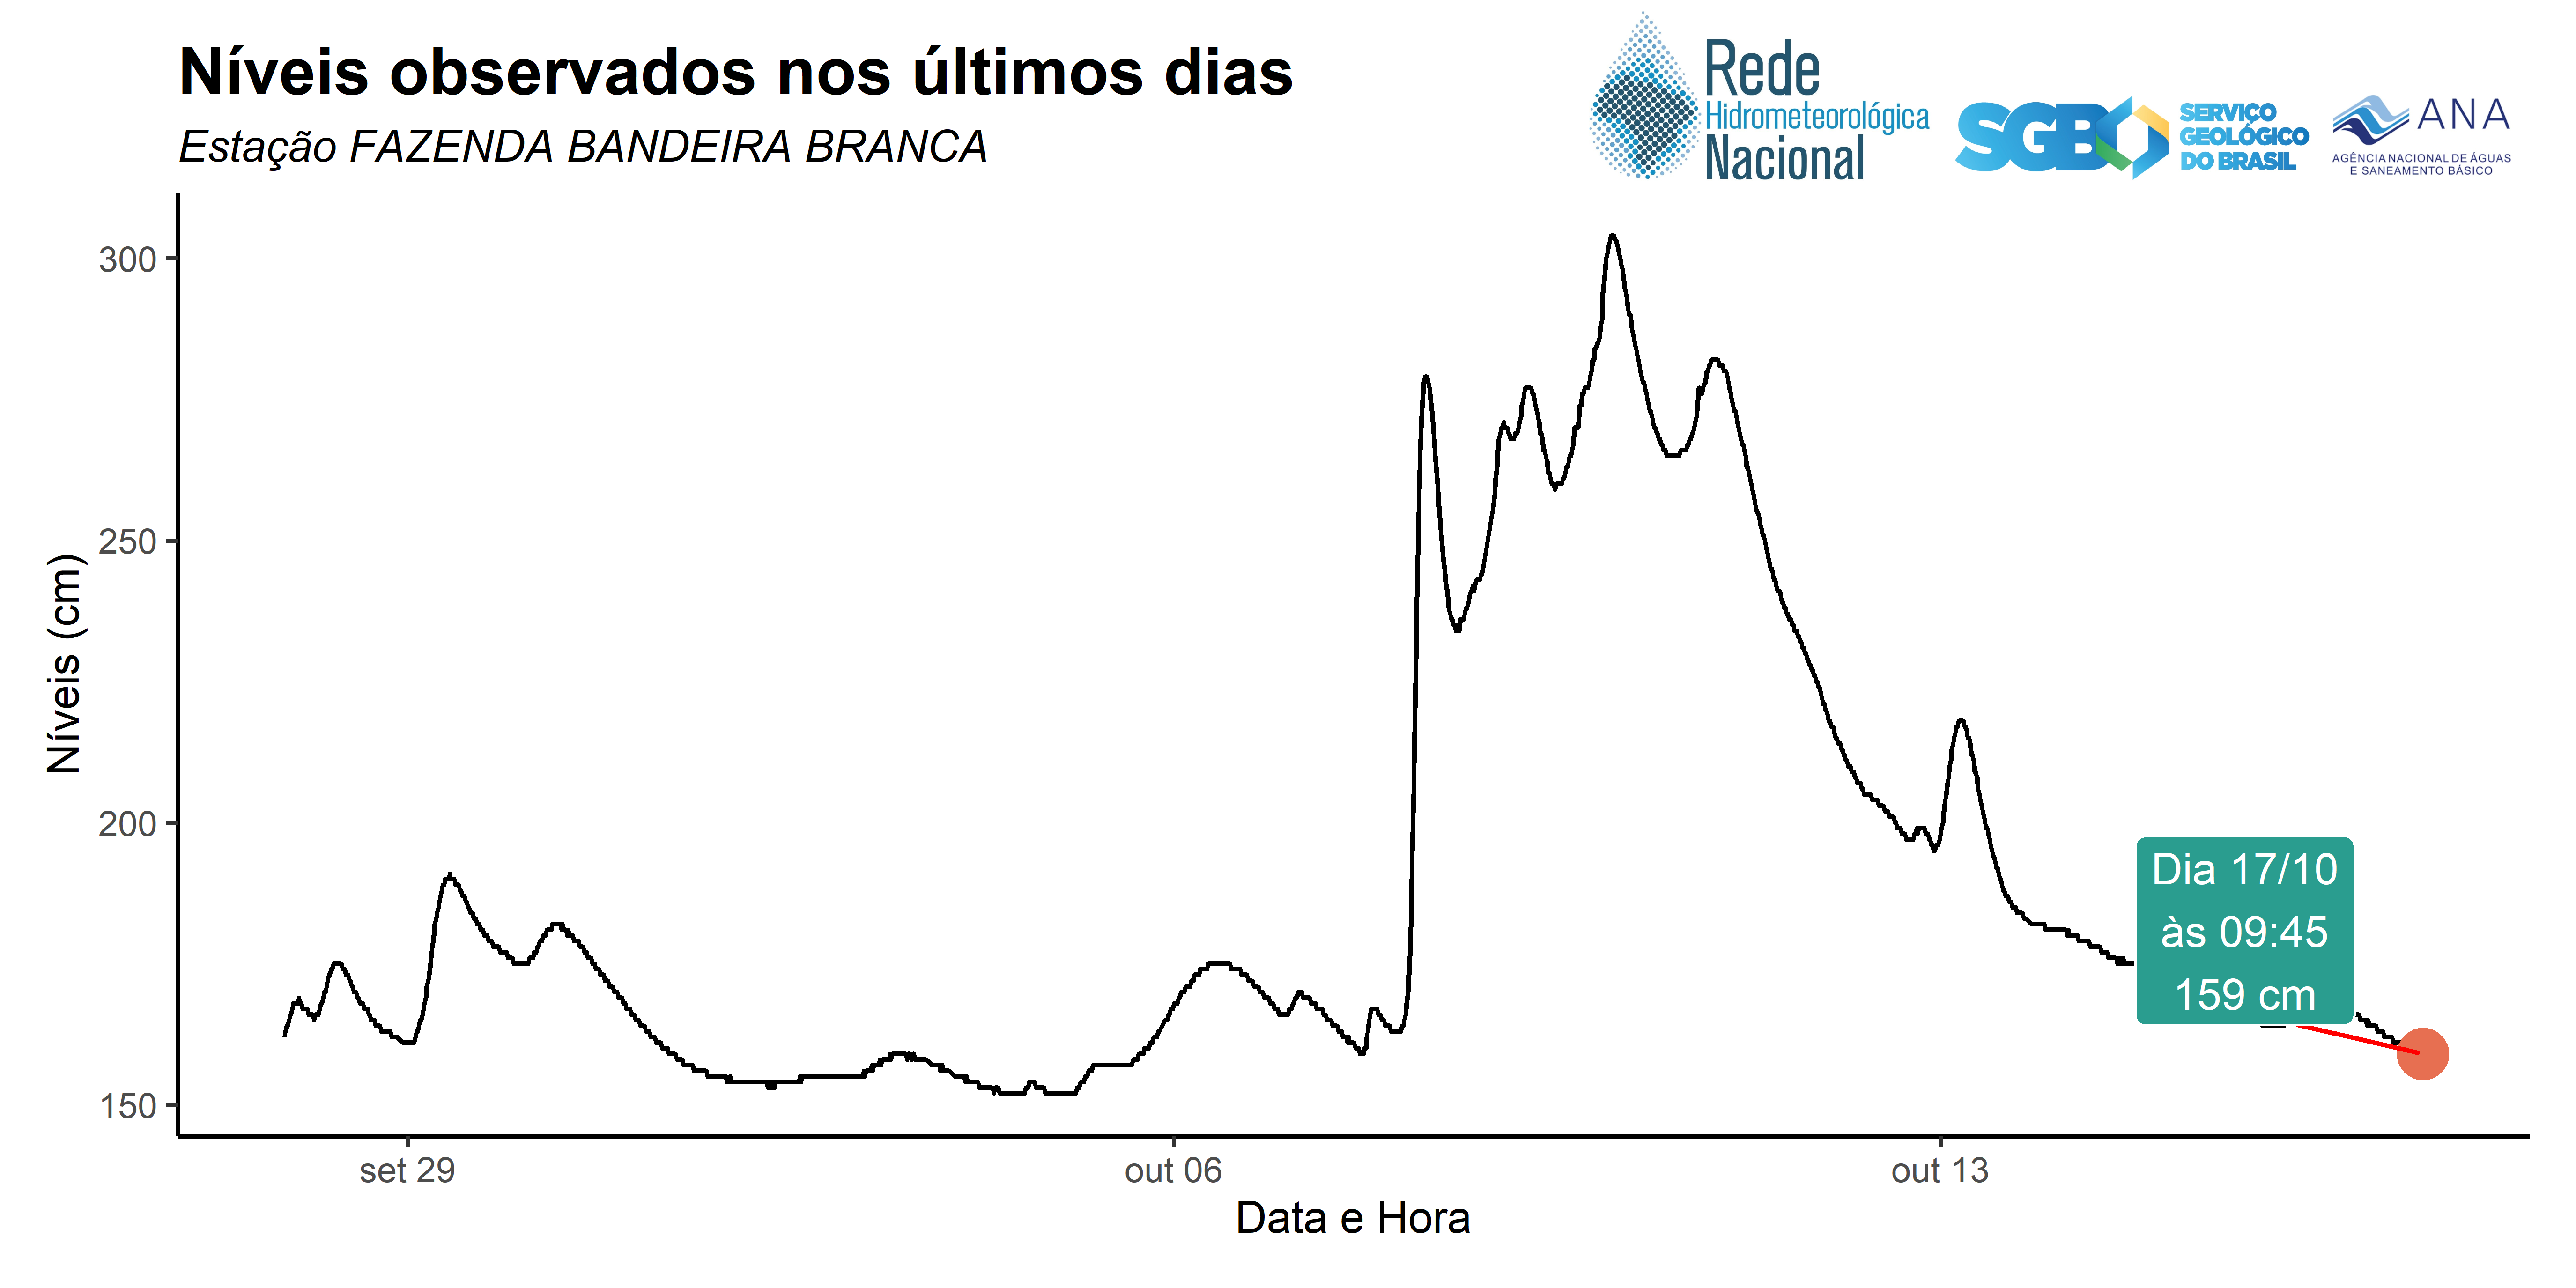 Níveis observados nos últimos dias
Estação FAZENDA BANDEIRA BRANCA
Rede
Hidrometeorológica
Nacional
SGB
SERVIÇO
GEOLÓGICO
DO BRASIL
ANA
AGÊNCIA NACIONAL DE ÁGUAS
E SANEAMENTO BÁSICO
Níveis (cm)
300
250
200
150
Dia 17/10
às 09:45
159 cm
set 29
out 06
out 13
Data e Hora